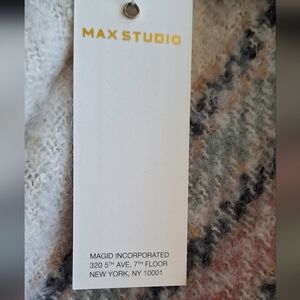 MAX STUDIO
MAGID INCORPORATED
320 5TH AVE, 7TH FLOOR
NEW YORK, NY 10001